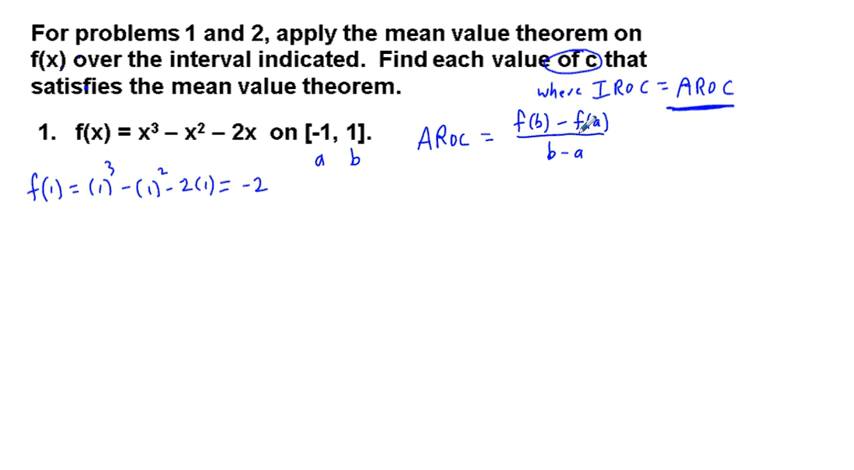 For problems 1 and 2, apply the mean value theorem on
f(x) over the interval indicated. Find each value of c that
satisfies the mean value theorem.
where IROC = AROC
1. f(x) = x³ – x² – 2x on [-1, 1].
a b
AROC = f(b) - f(a) / b - a
f(1) = (1)³ - (1)² - 2(1) = -2